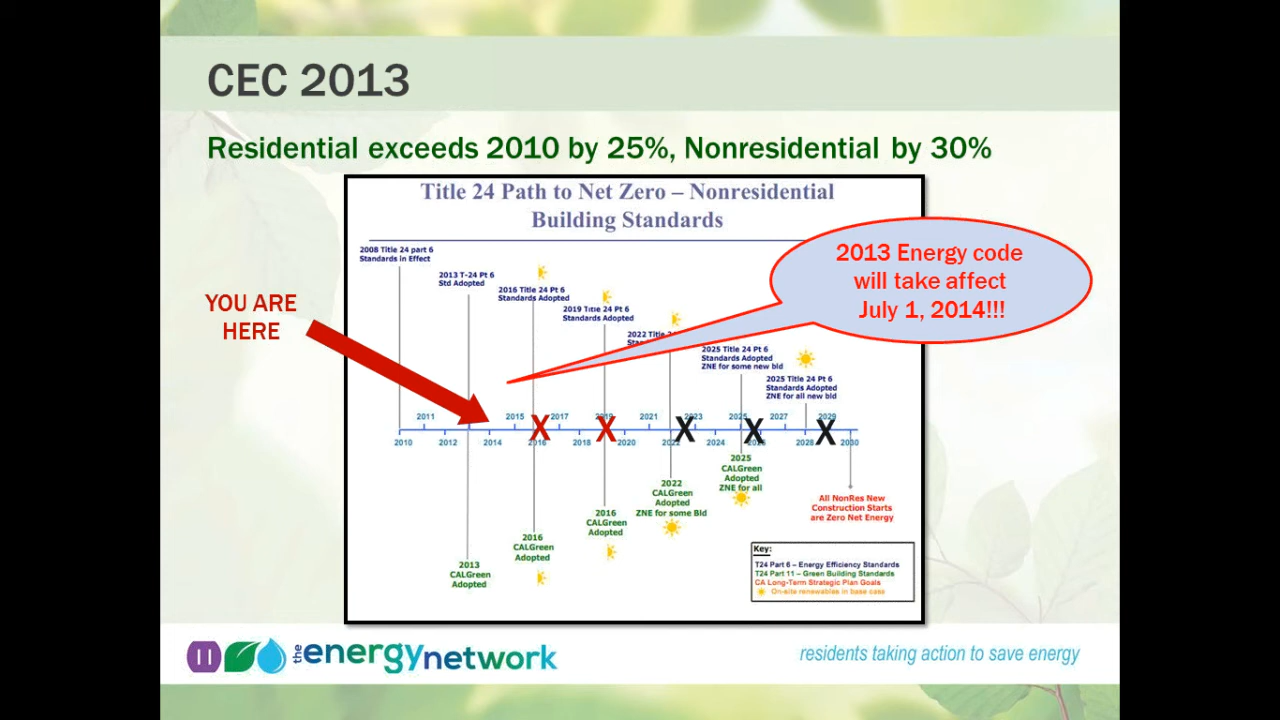 CEC 2013
Residential exceeds 2010 by 25%, Nonresidential by 30%
Title 24 Path to Net Zero – Nonresidential
Building Standards
2008 Title 24 part 6
Standards in Effect
2013 T-24 Pt 6
Std Adopted
2016 Title 24 Pt 6
Standards Adopted
2019 Title 24 Pt 6
Standards Adopted
2022 Title
2025 Title 24 Pt 6
Standards Adopted
ZNE for some new bld
2025 Title 24 Pt 6
Standards Adopted
ZNE for all new bld
2013 Energy code
will take affect
July 1, 2014!!!
YOU ARE
HERE
2011 2015 2017 2019 2021 2023 2025 2027 2029
X X X X X
2010 2012 2014 2016 2018 2020 2022 2024 2026 2028 2030
2013
CALGreen
Adopted
2016
CALGreen
Adopted
2016
CALGreen
Adopted
2022
CALGreen
Adopted
ZNE for some Bld
2025
CALGreen
Adopted
ZNE for all
All NonRes New
Construction Starts
are Zero Net Energy
Key:
T24 Part 6 – Energy Efficiency Standards
T24 Part 11 – Green Building Standards
CA Long-Term Strategic Plan Goals
On-site renewables in base case
the energynetwork
residents taking action to save energy